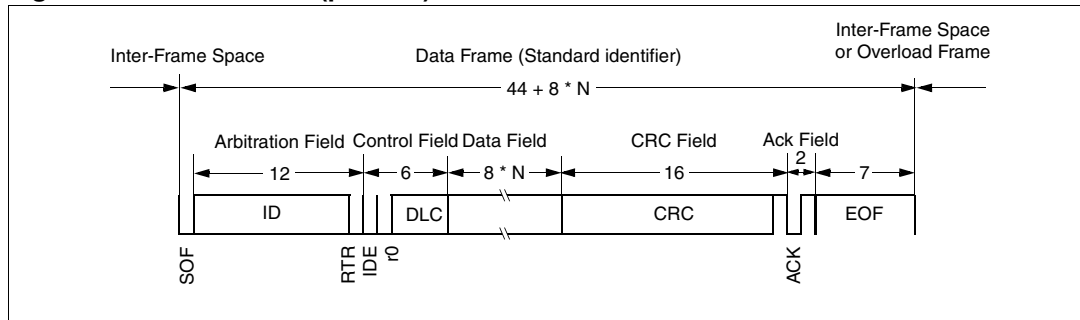 Inter-Frame Space
Data Frame (Standard identifier)
Inter-Frame Space
or Overload Frame
44 + 8 * N
Arbitration Field
Control Field
Data Field
CRC Field
Ack Field
12
6
8 * N
16
2
7
ID
DLC
CRC
EOF
SOF
RTR
IDE
r0
ACK